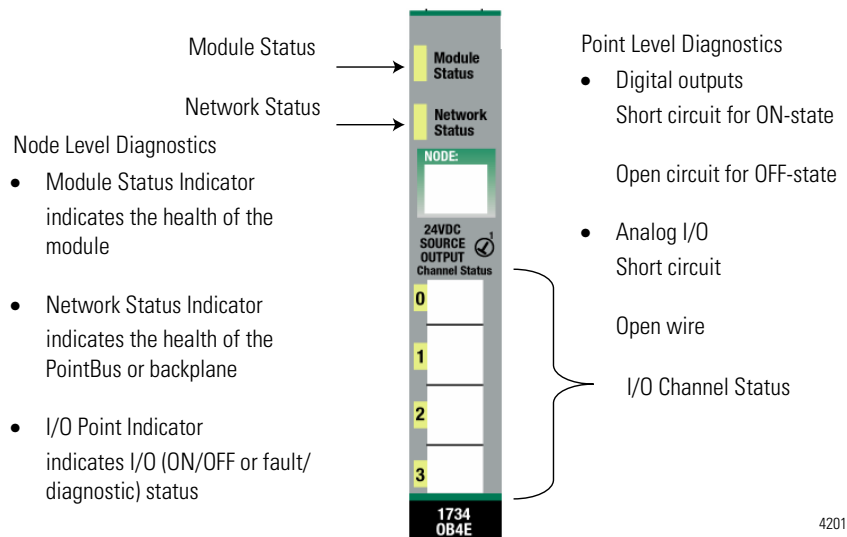 Module Status
Network Status
Node Level Diagnostics
• Module Status Indicator
indicates the health of the
module
• Network Status Indicator
indicates the health of the
PointBus or backplane
• I/O Point Indicator
indicates I/O (ON/OFF or fault/
diagnostic) status
Module
Status
Network
Status
NODE:
24VDC
SOURCE
OUTPUT
1
Channel Status
0
1
2
3
1734
OB4E
Point Level Diagnostics
• Digital outputs
Short circuit for ON-state
Open circuit for OFF-state
• Analog I/O
Short circuit
Open wire
I/O Channel Status
4201